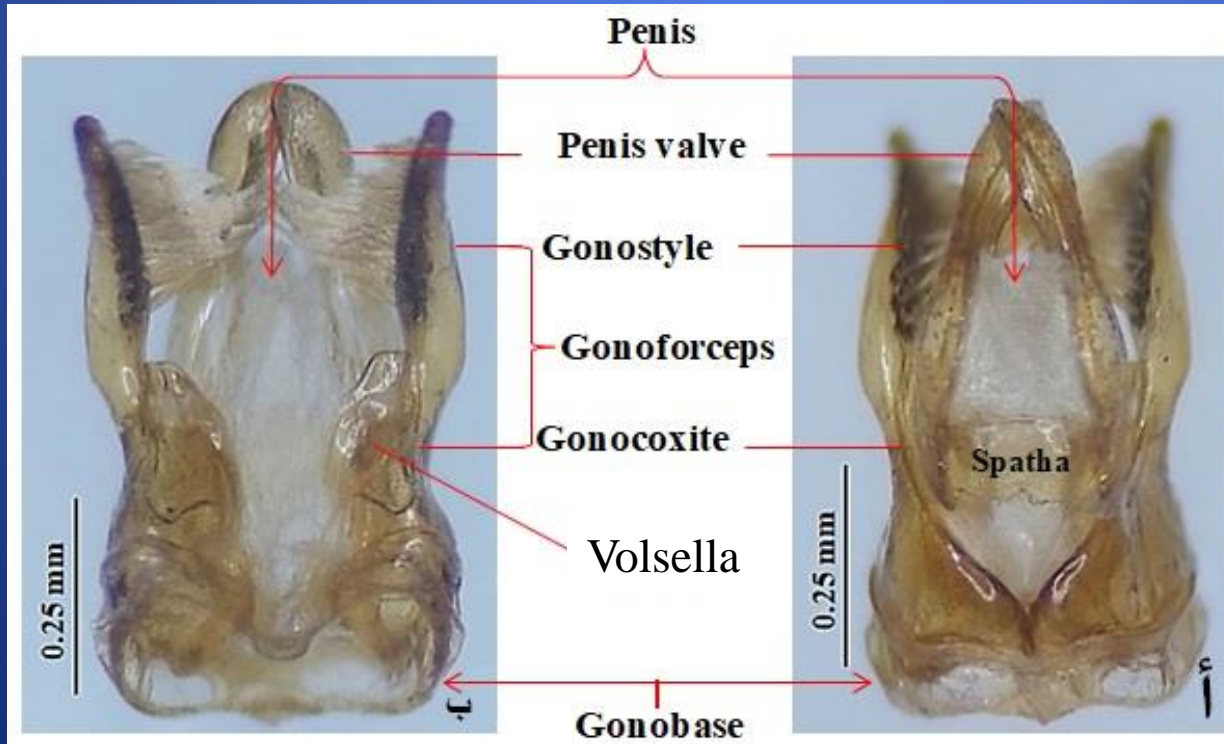 Penis
Penis valve
Gonostyle
Gonoforceps
Gonocoxite
Spatha
Volsella
0.25 mm
0.25 mm
Gonobase
أ